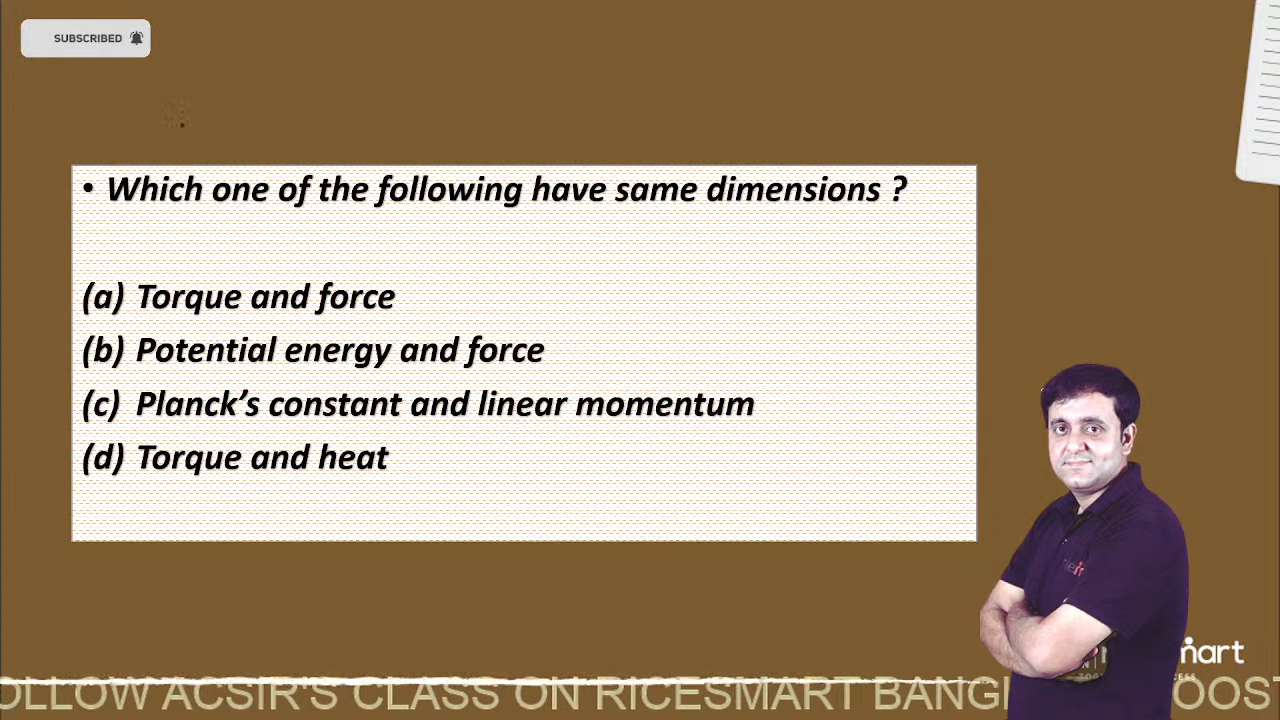 SUBSCRIBED
• Which one of the following have same dimensions ?
(a) Torque and force
(b) Potential energy and force
(c) Planck’s constant and linear momentum
(d) Torque and heat
OLLOW ACSIR'S CLASS ON RICESMART BANG